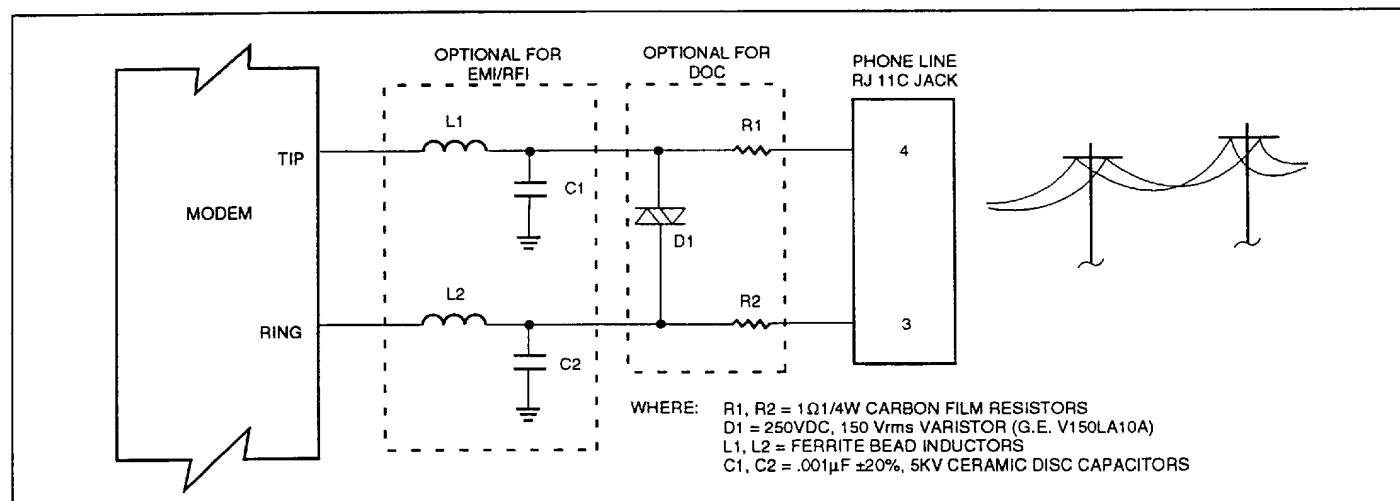 OPTIONAL FOR
EMI/RFI
OPTIONAL FOR
DOC
PHONE LINE
RJ 11C JACK
L1
R1
TIP
4
C1
MODEM
D1
L2
R2
RING
3
C2
WHERE: R1, R2 = 1Ω1/4W CARBON FILM RESISTORS
D1 = 250VDC, 150 Vrms VARISTOR (G.E. V150LA10A)
L1, L2 = FERRITE BEAD INDUCTORS
C1, C2 = .001µF ±20%, 5KV CERAMIC DISC CAPACITORS